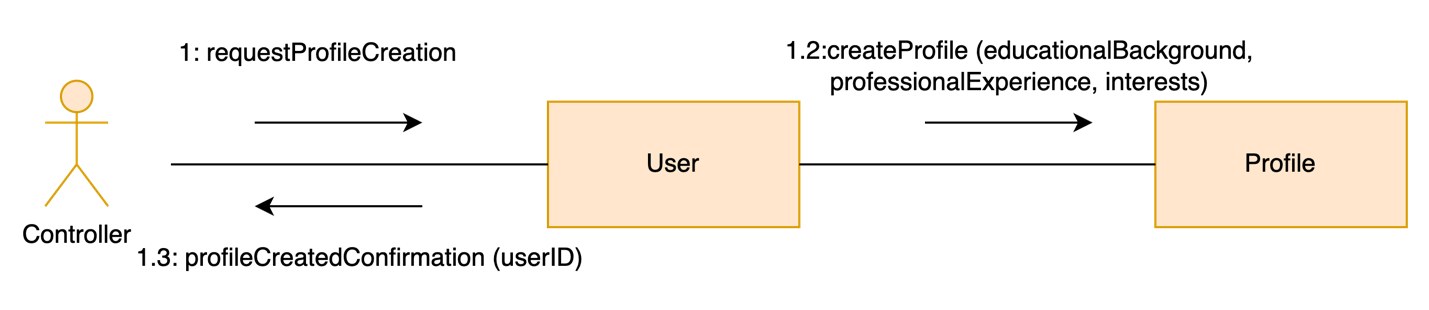 1: requestProfileCreation
1.2:createProfile (educationalBackground,
professionalExperience, interests)
User
Profile
Controller
1.3: profileCreatedConfirmation (userID)